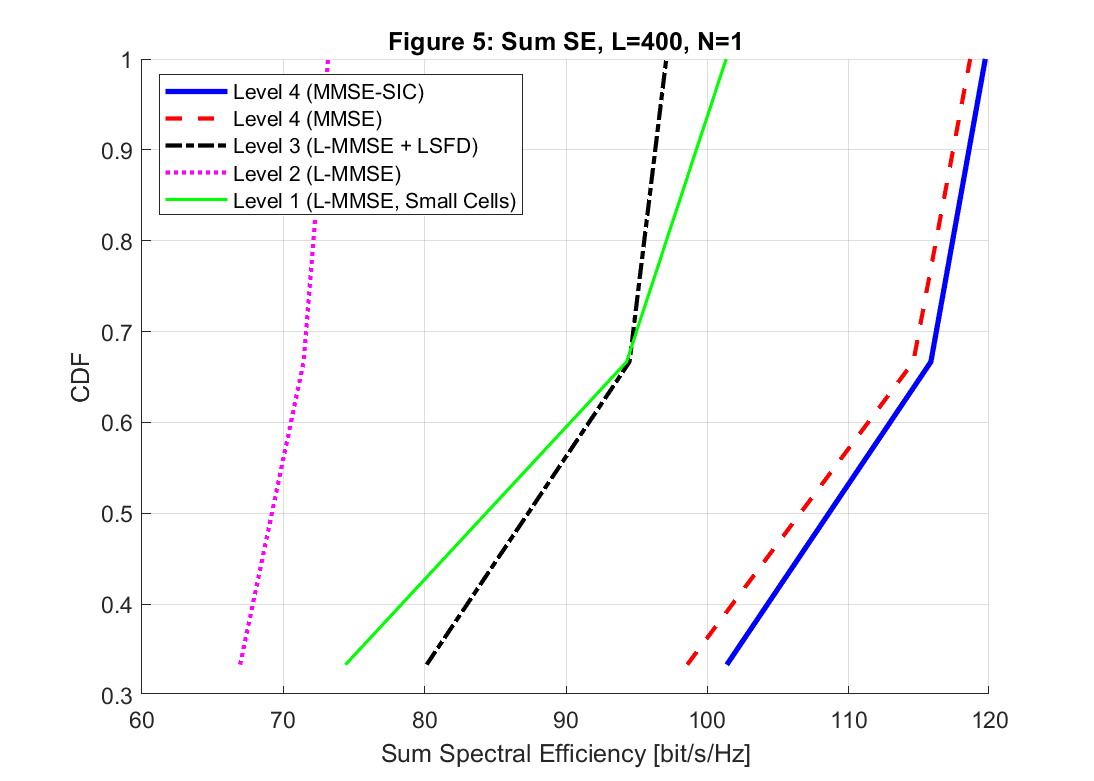 Figure 5: Sum SE, L=400, N=1
Level 4 (MMSE-SIC)
Level 4 (MMSE)
Level 3 (L-MMSE + LSFD)
Level 2 (L-MMSE)
Level 1 (L-MMSE, Small Cells)
CDF
1
0.9
0.8
0.7
0.6
0.5
0.4
0.3
60 70 80 90 100 110 120
Sum Spectral Efficiency [bit/s/Hz]